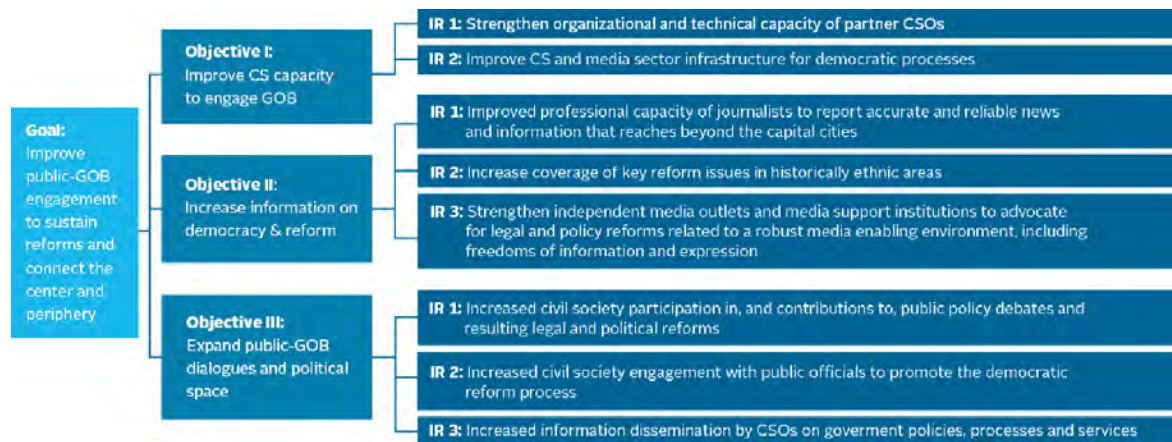 Goal:
Improve
public-GOB
engagement
to sustain
reforms and
connect the
center and
periphery
Objective I:
Improve CS capacity
to engage GOB
IR 1: Strengthen organizational and technical capacity of partner CSOs
IR 2: Improve CS and media sector infrastructure for democratic processes
Objective II:
Increase information on
democracy & reform
IR 1: Improved professional capacity of journalists to report accurate and reliable news
and information that reaches beyond the capital cities
IR 2: Increase coverage of key reform issues in historically ethnic areas
IR 3: Strengthen independent media outlets and media support institutions to advocate
for legal and policy reforms related to a robust media enabling environment, including
freedoms of information and expression
Objective III:
Expand public-GOB
dialogues and political
space
IR 1: Increased civil society participation in, and contributions to, public policy debates and
resulting legal and political reforms
IR 2: Increased civil society engagement with public officials to promote the democratic
reform process
IR 3: Increased information dissemination by CSOs on goverment policies, processes and services